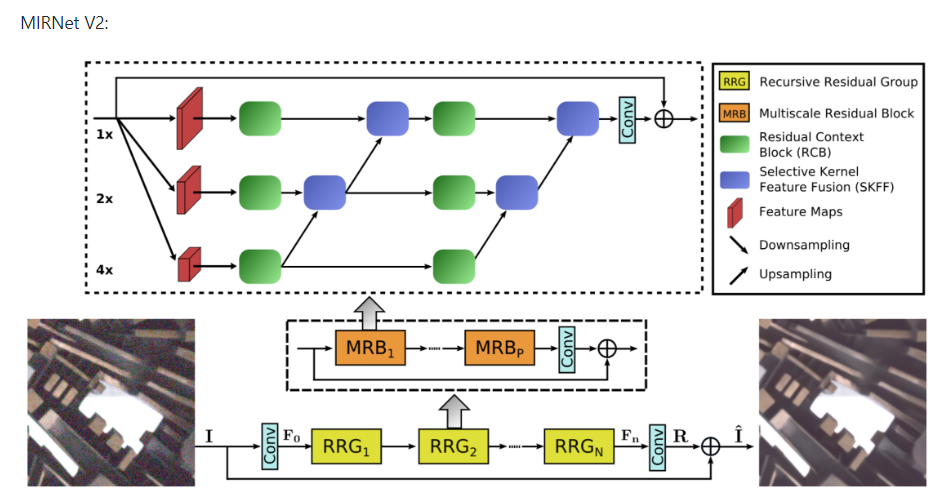 MIRNet V2:
1x
2x
4x
Conv
RRG Recursive Residual Group
MRB Multiscale Residual Block
Residual Context
Block (RCB)
Selective Kernel
Feature Fusion (SKFF)
Feature Maps
Downsampling
Upsampling
MRB₁ ...... MRBₚ Conv
I Conv F₀ RRG₁ RRG₂ ...... RRG_N Fₙ Conv R Î